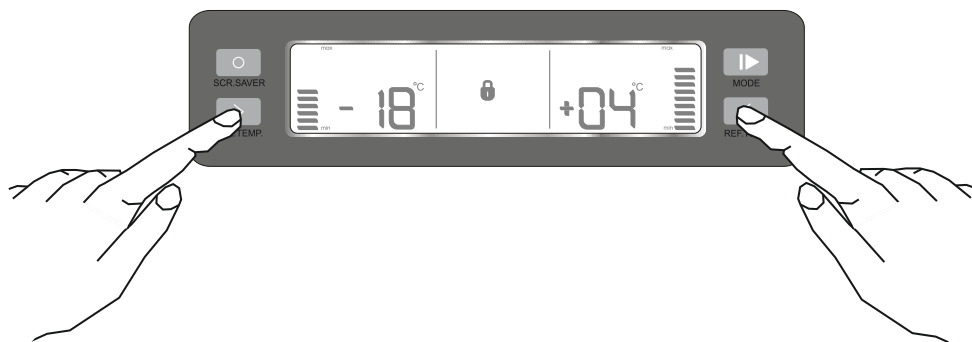 max
max
°C
°C
- 18
+04
min
min
SCR.SAVER
MODE
TEMP.
REF.